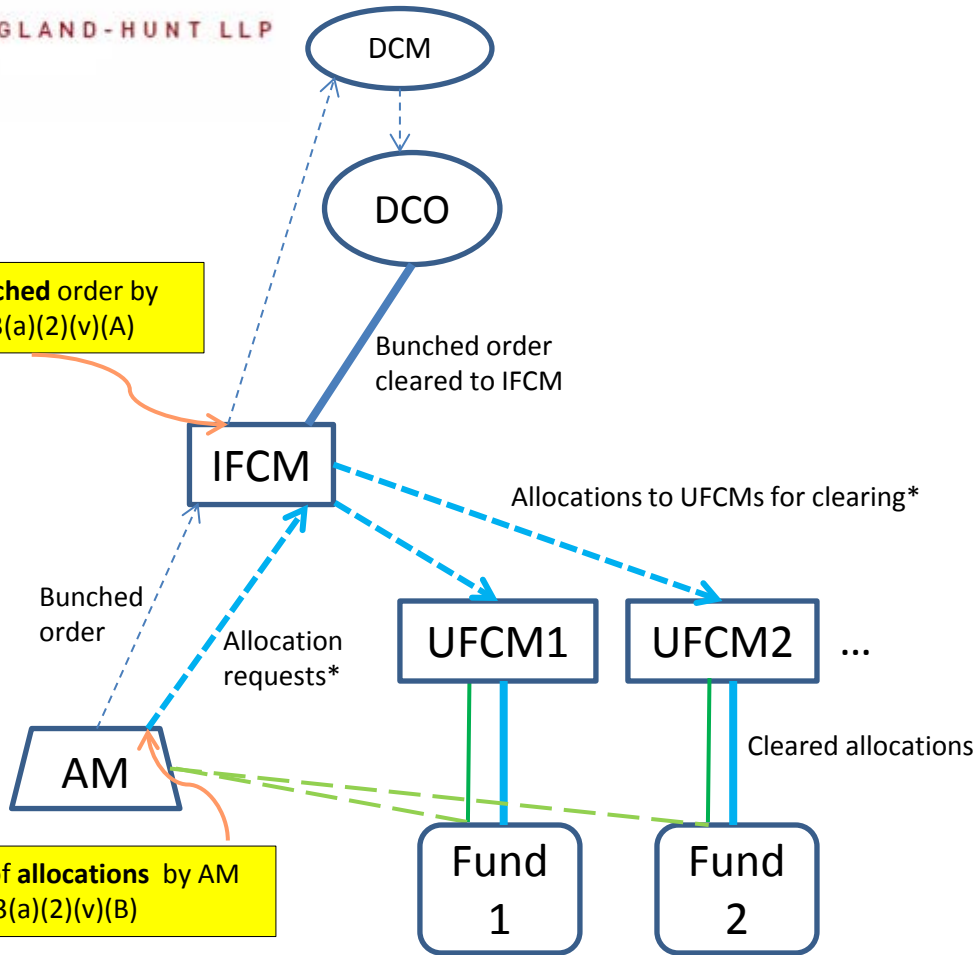 GLAND-HUNT LLP
DCM
DCO
ched order by
3(a)(2)(v)(A)
Bunched order
cleared to IFCM
IFCM
Allocations to UFCMs for clearing*
Bunched
order
Allocation
requests*
UFCM1
UFCM2
...
AM
Cleared allocations
of allocations by AM
3(a)(2)(v)(B)
Fund
1
Fund
2